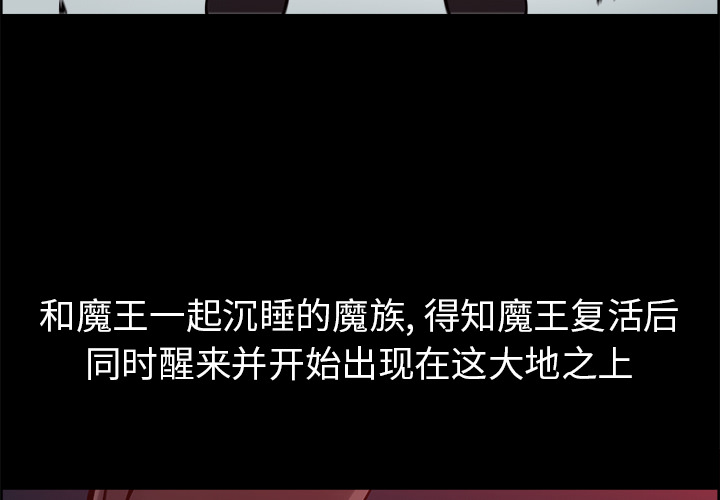 和魔王一起沉睡的魔族, 得知魔王复活后
同时醒来并开始出现在这大地之上